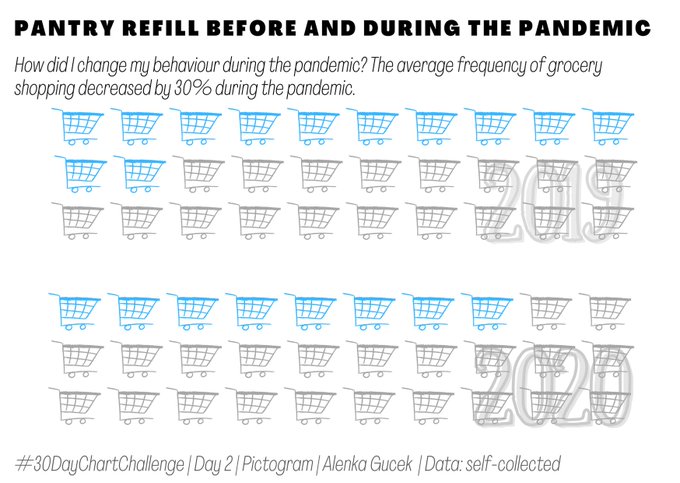 PANTRY REFILL BEFORE AND DURING THE PANDEMIC
How did I change my behaviour during the pandemic? The average frequency of grocery
shopping decreased by 30% during the pandemic.
2019
2020
#30DayChartChallenge | Day 2 | Pictogram | Alenka Gucek | Data: self-collected